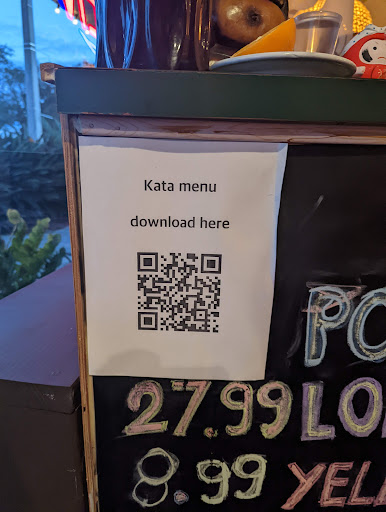 Kata menu
download here
PO
27.99 LO
8.99 YEL